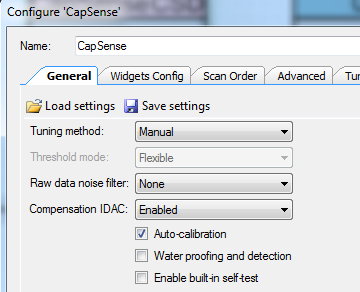 Configure 'CapSense'
Name: CapSense
General Widgets Config Scan Order Advanced
Load settings Save settings
Tuning method: Manual
Threshold mode: Flexible
Raw data noise filter: None
Compensation IDAC: Enabled
Auto-calibration
Water proofing and detection
Enable built-in self-test